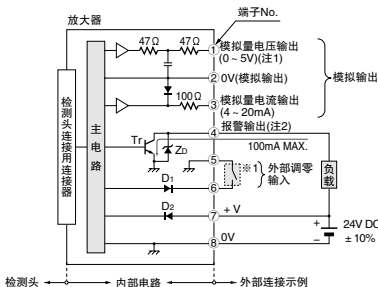 端子No.
放大器
47Ω
47Ω
① 模拟量电压输出
(0～5V)(注1)
② 0V(模拟输出)
模拟输出
100Ω
③ 模拟量电流输出
(4～20mA)
④ 报警输出(注2)
100mA MAX.
Tr
ZD
检测头连接用连接器
主电路
⑤
※1
外部调零
输入
负载
D1
⑥
D2
⑦ +V
+
−
24V DC
±10%
⑧ 0V
检测头
内部电路
外部连接示例